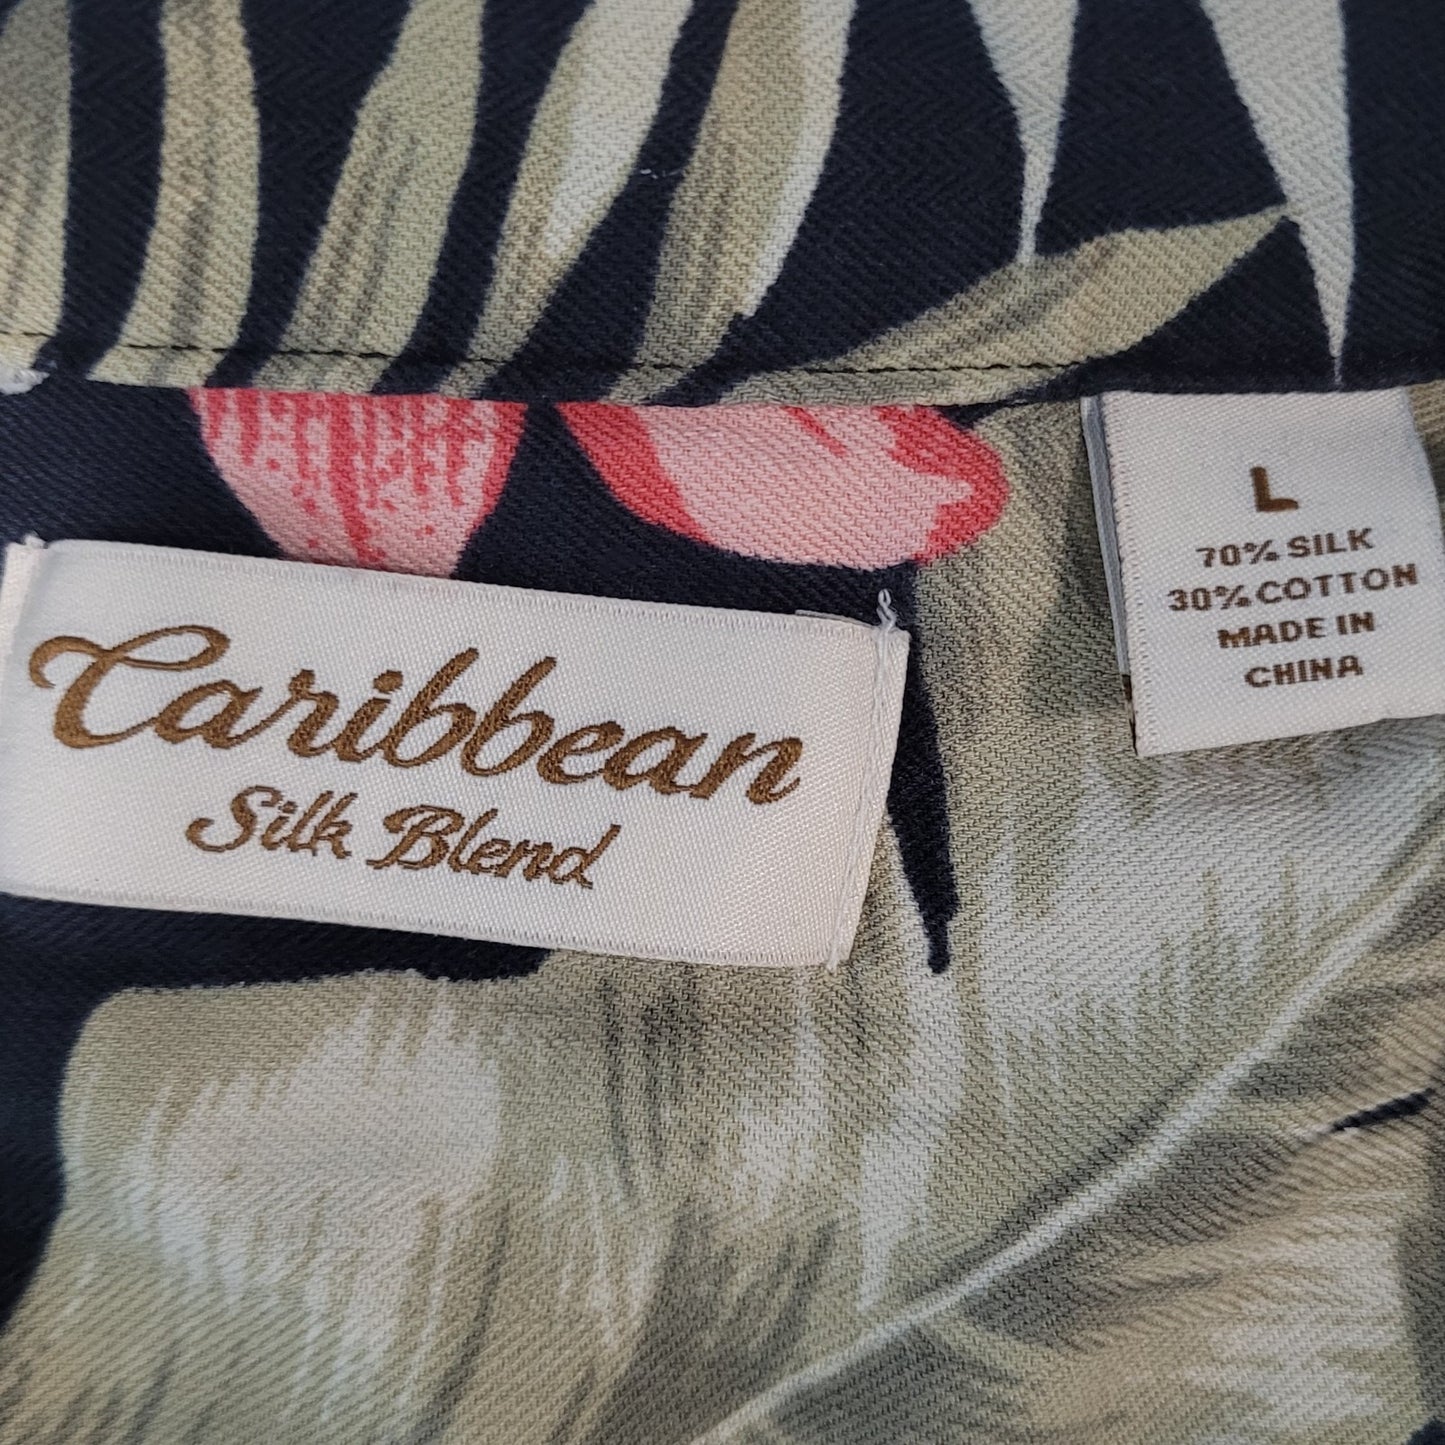 Caribbean
Silk Blend
L
70% SILK
30% COTTON
MADE IN
CHINA